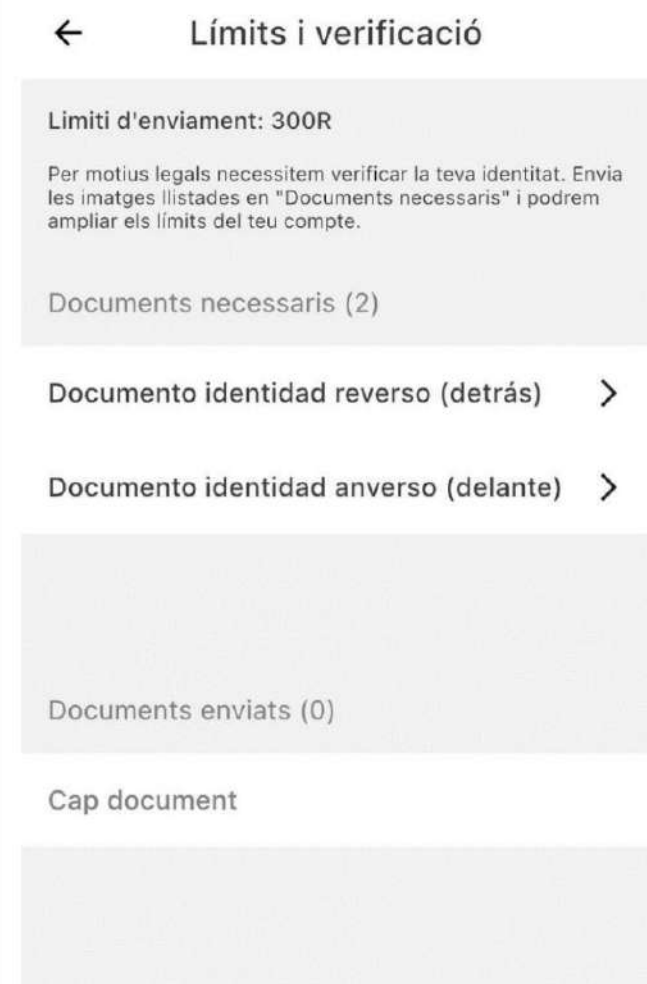 Límits i verificació
Limiti d'enviament: 300R
Per motius legals necessitem verificar la teva identitat. Envia
les imatges llistades en "Documents necessaris" i podrem
ampliar els límits del teu compte.
Documents necessaris (2)
Documento identidad reverso (detrás)
Documento identidad anverso (delante)
Documents enviats (0)
Cap document